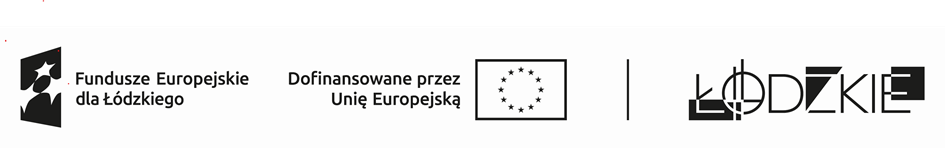 Fundusze Europejskie
dla Łódzkiego
Dofinansowane przez
Unię Europejską
ŁÓDZKIE